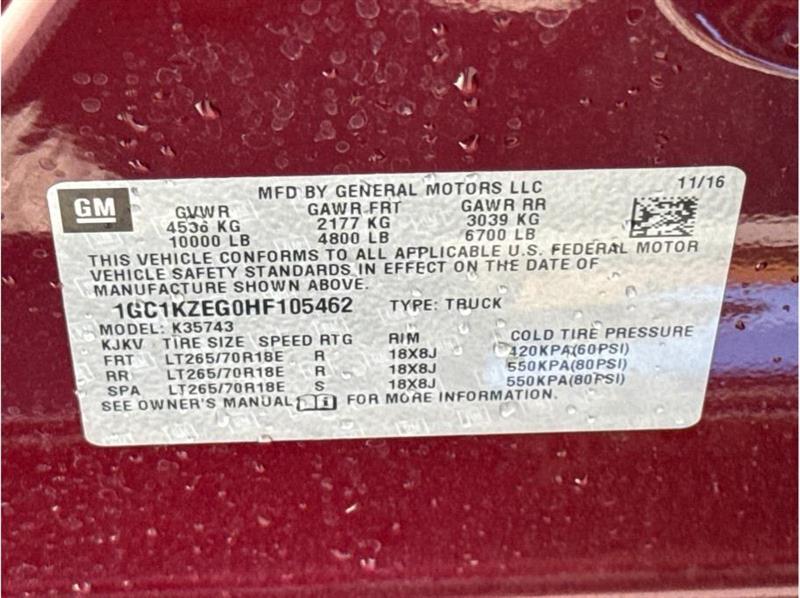 GM
MFD BY GENERAL MOTORS LLC 11/16
GVWR GAWR FRT GAWR RR
4536 KG 2177 KG 3039 KG
10000 LB 4800 LB 6700 LB
THIS VEHICLE CONFORMS TO ALL APPLICABLE U.S. FEDERAL MOTOR
VEHICLE SAFETY STANDARDS IN EFFECT ON THE DATE OF
MANUFACTURE SHOWN ABOVE.
1GC1KZEG0HF105462 TYPE: TRUCK
MODEL: K35743
KJKV TIRE SIZE SPEED RTG RIM COLD TIRE PRESSURE
FRT LT265/70R18E R 18X8J 420KPA(60PSI)
RR LT265/70R18E R 18X8J 550KPA(80PSI)
SPA LT265/70R18E S 18X8J 550KPA(80PSI)
SEE OWNER'S MANUAL FOR MORE INFORMATION.